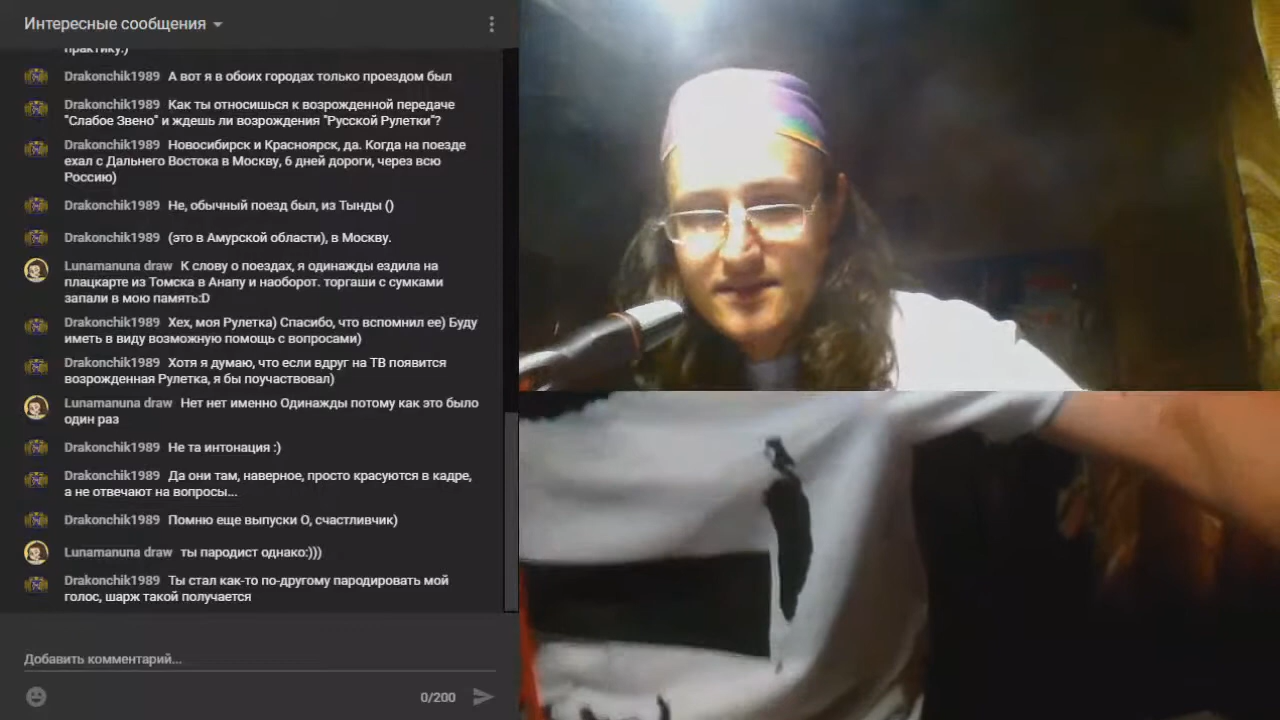 Интересные сообщения
практику.)
Drakonchik1989 А вот я в обоих городах только проездом был
Drakonchik1989 Как ты относишься к возрожденной передаче
"Слабое Звено" и ждешь ли возрождения "Русской Рулетки"?
Drakonchik1989 Новосибирск и Красноярск, да. Когда на поезде
ехал с Дальнего Востока в Москву, 6 дней дороги, через всю
Россию)
Drakonchik1989 Не, обычный поезд был, из Тынды ()
Drakonchik1989 (это в Амурской области), в Москву.
Lunamanuna draw К слову о поездах, я одинажды ездила на
плацкарте из Томска в Анапу и наоборот. торгаши с сумками
запали в мою память:D
Drakonchik1989 Хех, моя Рулетка) Спасибо, что вспомнил ее) Буду
иметь в виду возможную помощь с вопросами)
Drakonchik1989 Хотя я думаю, что если вдруг на ТВ появится
возрожденная Рулетка, я бы поучаствовал)
Lunamanuna draw Нет нет именно Одинажды потому как это было
один раз
Drakonchik1989 Не та интонация :)
Drakonchik1989 Да они там, наверное, просто красуются в кадре,
а не отвечают на вопросы...
Drakonchik1989 Помню еще выпуски О, счастливчик)
Lunamanuna draw ты пародист однако:)))
Drakonchik1989 Ты стал как-то по-другому пародировать мой
голос, шарж такой получается
Добавить комментарий...
0/200